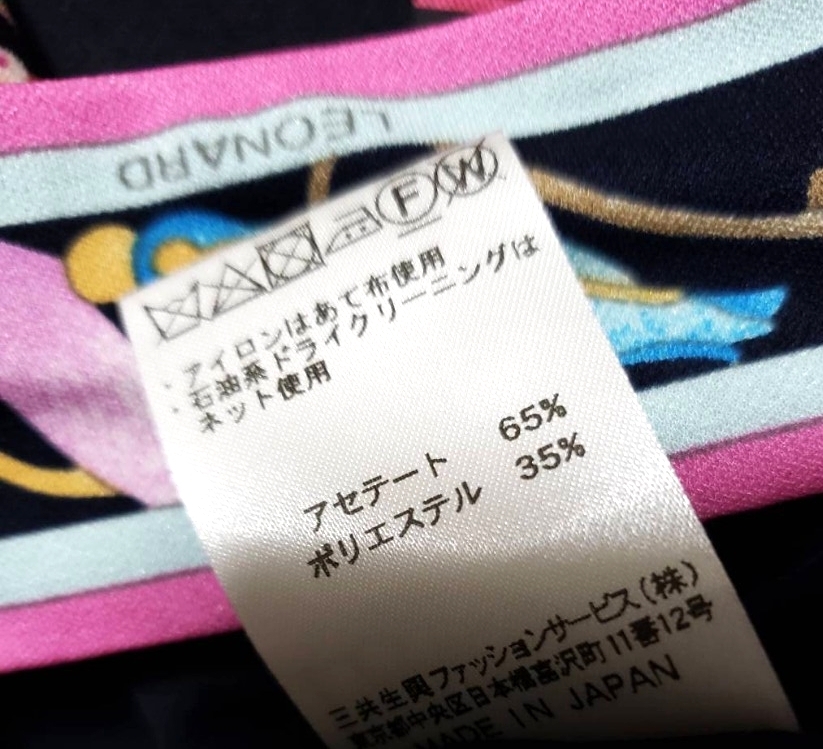 LEONARD
F W
・アイロンはあて布使用
・石油系ドライクリーニングは
ネット使用
アセテート 65%
ポリエステル 35%
三共生興ファッションサービス(株)
東京都中央区日本橋富沢町11番12号
MADE IN JAPAN